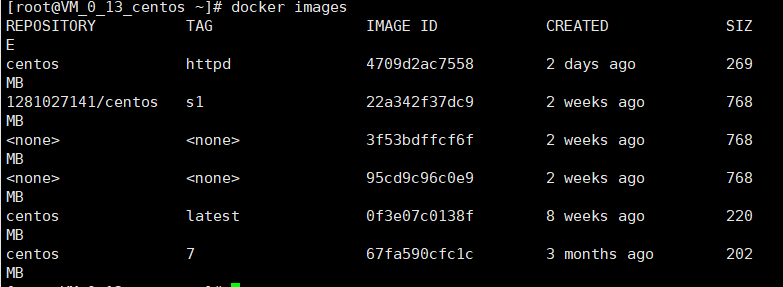 [root@VM_0_13_centos ~]# docker images
REPOSITORY TAG IMAGE ID CREATED SIZ
E
centos httpd 4709d2ac7558 2 days ago 269
MB
1281027141/centos s1 22a342f37dc9 2 weeks ago 768
MB
<none> <none> 3f53bdffcf6f 2 weeks ago 768
MB
<none> <none> 95cd9c96c0e9 2 weeks ago 768
MB
centos latest 0f3e07c0138f 8 weeks ago 220
MB
centos 7 67fa590cfc1c 3 months ago 202
MB